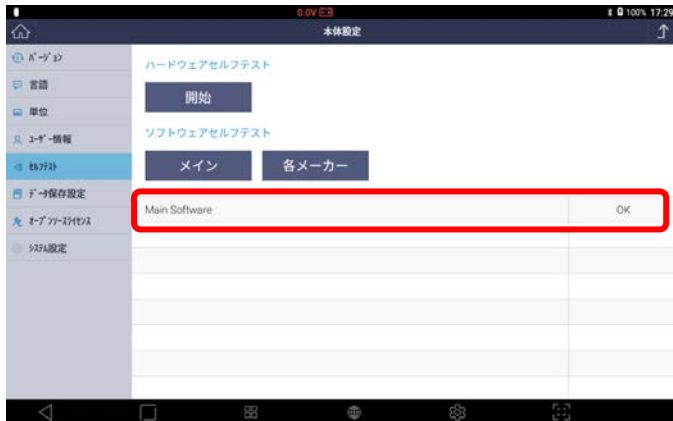 0.0V
100% 17:29
本体設定
バージョン
言語
単位
ユーザー情報
セルフテスト
データ保存設定
オープンソースライセンス
システム設定
ハードウェアセルフテスト
開始
ソフトウェアセルフテスト
メイン 各メーカー
Main Software OK